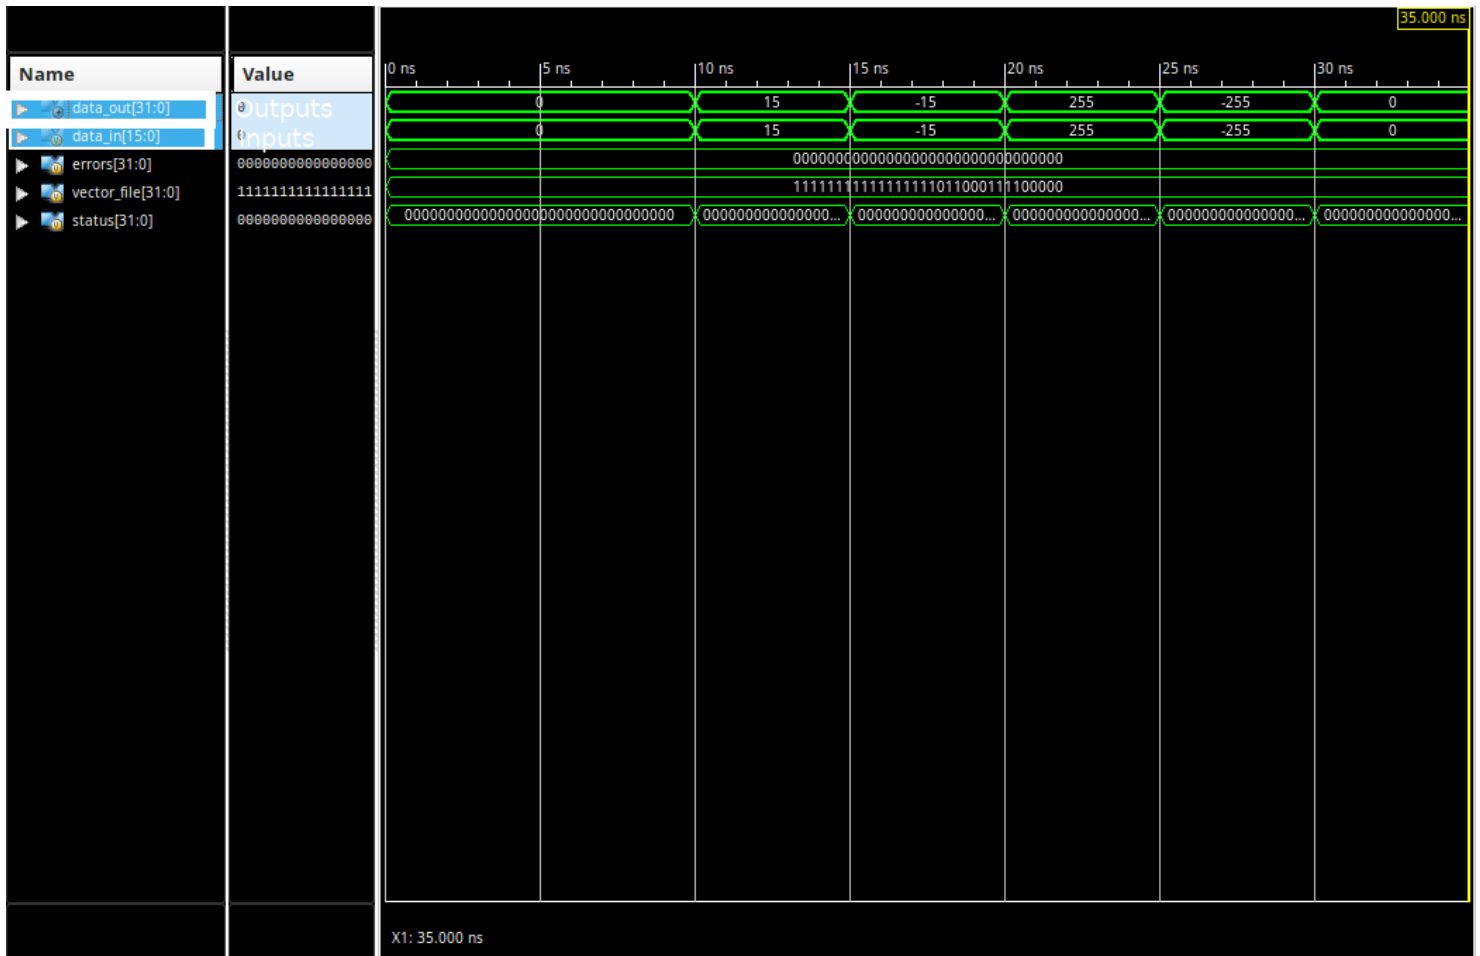 35.000 ns
Name
Value
0 ns 5 ns 10 ns 15 ns 20 ns 25 ns 30 ns
data_out[31:0] Outputs 0 15 -15 255 -255 0
data_in[15:0] Inputs 0 15 -15 255 -255 0
errors[31:0] 0000000000000000 00000000000000000000000000000000
vector_file[31:0] 1111111111111111 11111111111111111011000111100000
status[31:0] 0000000000000000 00000000000000000000000000000000 000000000000000... 000000000000000... 000000000000000... 000000000000000... 000000000000000...
X1: 35.000 ns